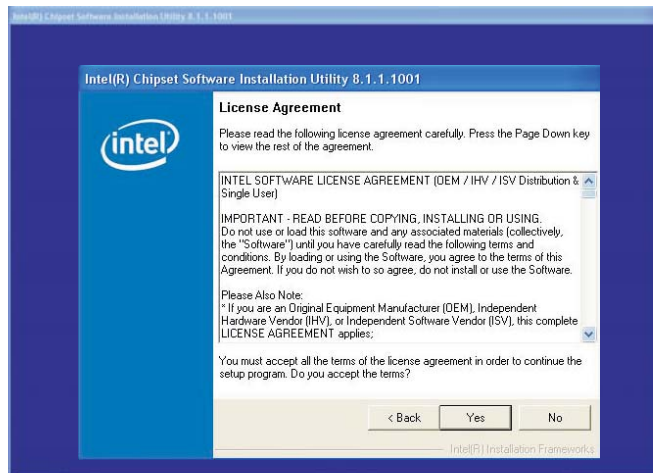 Intel(R) Chipset Software Installation Utility 8.1.1.1001
Intel(R) Chipset Software Installation Utility 8.1.1.1001
License Agreement
Please read the following license agreement carefully. Press the Page Down key
to view the rest of the agreement.
intel
INTEL SOFTWARE LICENSE AGREEMENT (OEM / IHV / ISV Distribution &
Single User)
IMPORTANT - READ BEFORE COPYING, INSTALLING OR USING.
Do not use or load this software and any associated materials (collectively,
the "Software") until you have carefully read the following terms and
conditions. By loading or using the Software, you agree to the terms of this
Agreement. If you do not wish to so agree, do not install or use the Software.
Please Also Note:
* If you are an Original Equipment Manufacturer (OEM), Independent
Hardware Vendor (IHV), or Independent Software Vendor (ISV), this complete
LICENSE AGREEMENT applies;
You must accept all the terms of the license agreement in order to continue the
setup program. Do you accept the terms?
< Back Yes No
Intel(R) Installation Frameworks